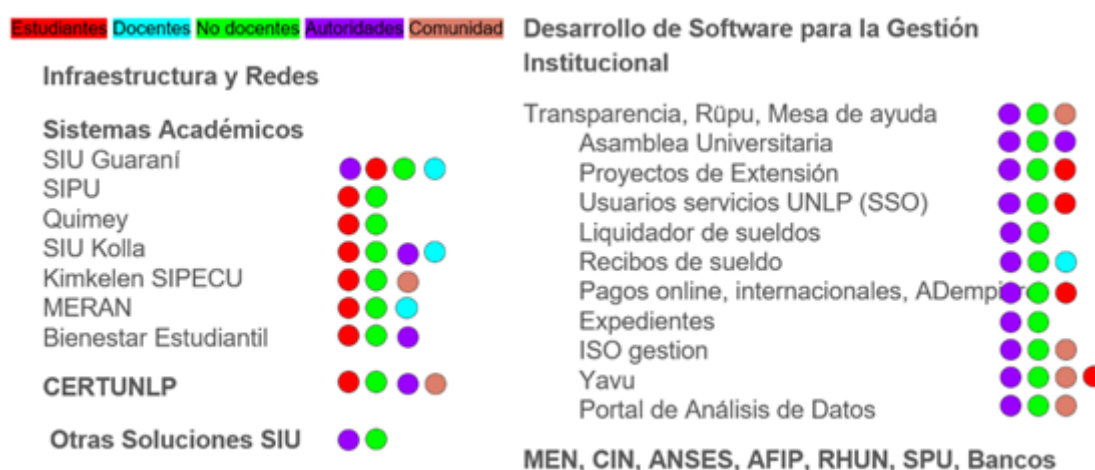 Estudiantes Docentes No docentes Autoridades Comunidad
Infraestructura y Redes
Sistemas Académicos
SIU Guaraní
SIPU
Quimey
SIU Kolla
Kimkelen SIPECU
MERAN
Bienestar Estudiantil
CERTUNLP
Otras Soluciones SIU
Desarrollo de Software para la Gestión
Institucional
Transparencia, Rüpu, Mesa de ayuda
Asamblea Universitaria
Proyectos de Extensión
Usuarios servicios UNLP (SSO)
Liquidador de sueldos
Recibos de sueldo
Pagos online, internacionales, ADempiere
Expedientes
ISO gestion
Yavu
Portal de Análisis de Datos
MEN, CIN, ANSES, AFIP, RHUN, SPU, Bancos